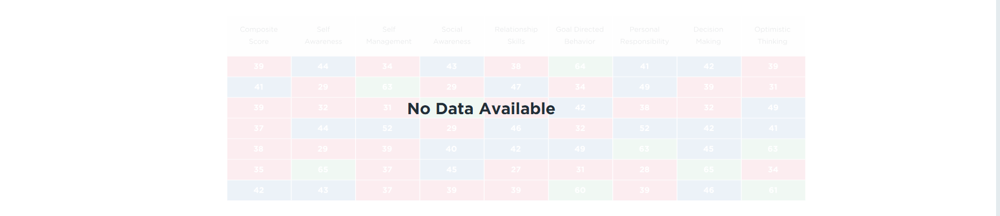 Composite Self Self Social Relationship Goal Directed Personal Decision Optimistic
Score Awareness Management Awareness Skills Behavior Responsibility Making Thinking
39 44 34 43 38 64 41 42 39
41 29 63 29 47 34 49 39 31
39 32 31 42 38 32 49
No Data Available
37 44 52 29 46 32 52 42 41
38 29 39 40 42 49 63 45 63
35 65 37 45 27 31 28 65 34
42 43 37 39 39 60 39 46 61